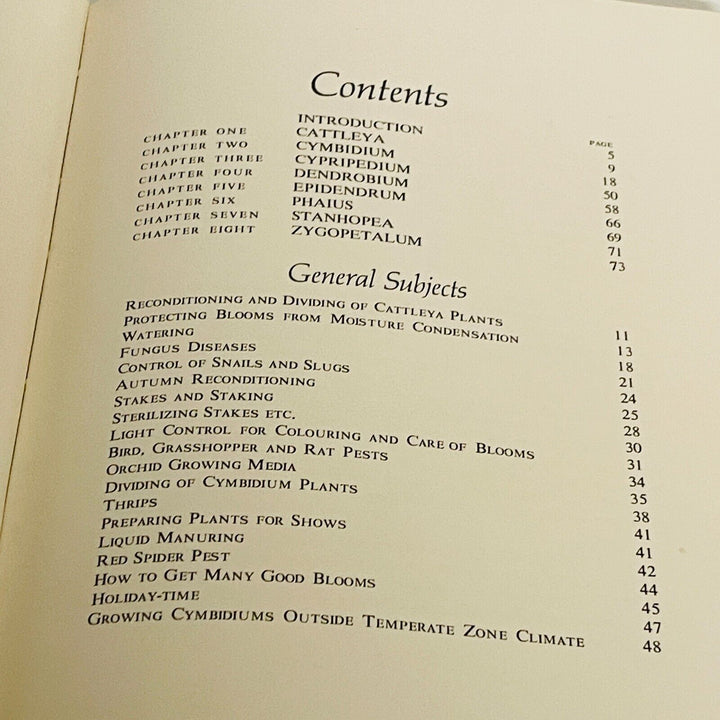 Contents
PAGE
INTRODUCTION 5
CHAPTER ONE CATTLEYA 9
CHAPTER TWO CYMBIDIUM 18
CHAPTER THREE CYPRIPEDIUM 50
CHAPTER FOUR DENDROBIUM 58
CHAPTER FIVE EPIDENDRUM 66
CHAPTER SIX PHAIUS 69
CHAPTER SEVEN STANHOPEA 71
CHAPTER EIGHT ZYGOPETALUM 73
General Subjects
RECONDITIONING AND DIVIDING OF CATTLEYA PLANTS 11
PROTECTING BLOOMS FROM MOISTURE CONDENSATION 13
WATERING 18
FUNGUS DISEASES 21
CONTROL OF SNAILS AND SLUGS 24
AUTUMN RECONDITIONING 25
STAKES AND STAKING 28
STERILIZING STAKES ETC. 30
LIGHT CONTROL FOR COLOURING AND CARE OF BLOOMS 31
BIRD, GRASSHOPPER AND RAT PESTS 34
ORCHID GROWING MEDIA 35
DIVIDING OF CYMBIDIUM PLANTS 38
THRIPS 41
PREPARING PLANTS FOR SHOWS 41
LIQUID MANURING 42
RED SPIDER PEST 44
HOW TO GET MANY GOOD BLOOMS 45
HOLIDAY-TIME 47
GROWING CYMBIDIUMS OUTSIDE TEMPERATE ZONE CLIMATE 48